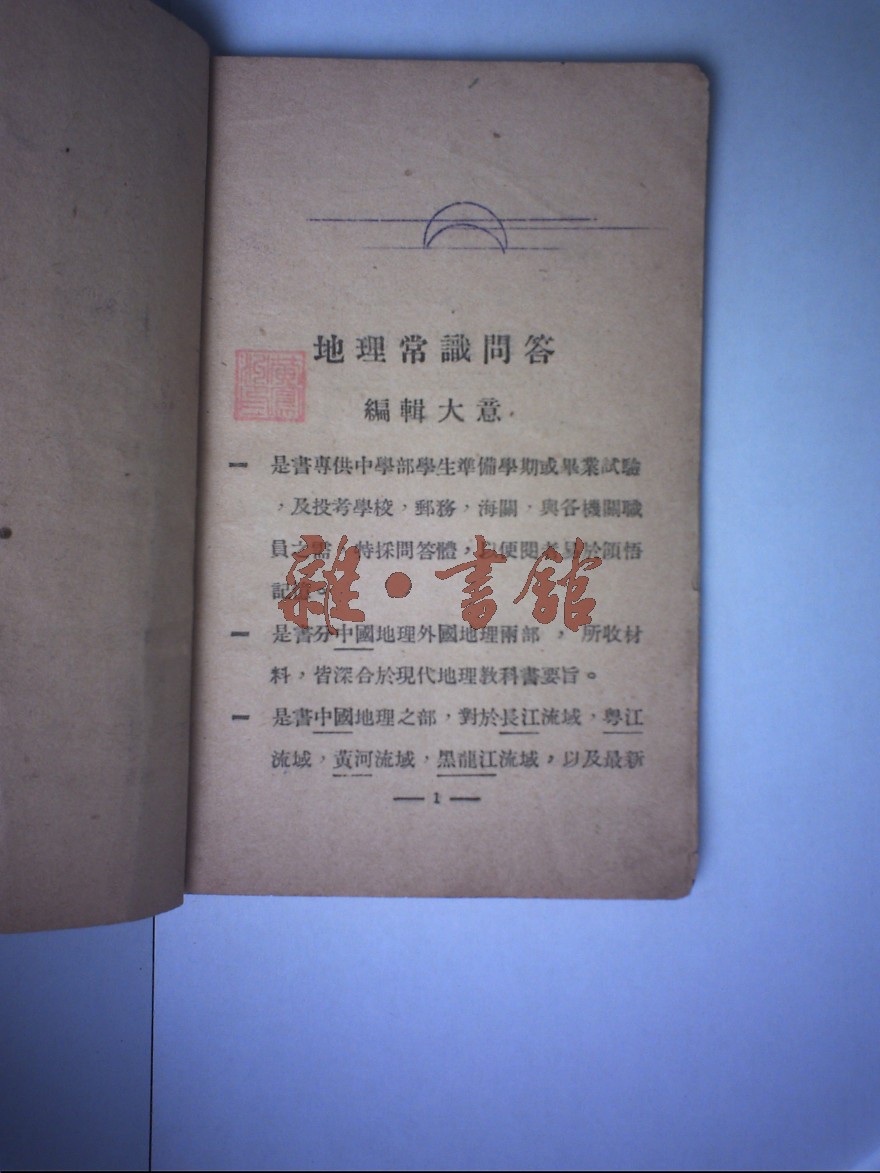 地理常識問答
編輯大意
一 是書專供中學部學生準備學期或畢業試驗
，及投考學校，郵務，海關，與各機關職
員之需，特採問答體，以便閱者易於領悟
記
一 是書分中國地理外國地理兩部，所收材
料，皆深合於現代地理教科書要旨。
一 是書中國地理之部，對於長江流域，粵江
流域，黃河流域，黑龍江流域，以及最新
— 1 —
雜·書館